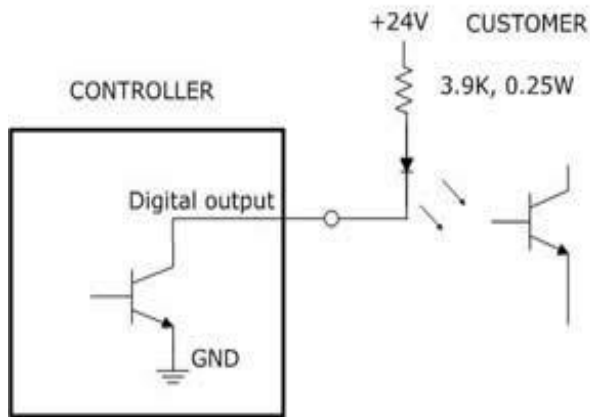 +24V CUSTOMER
3.9K, 0.25W
CONTROLLER
Digital output
GND